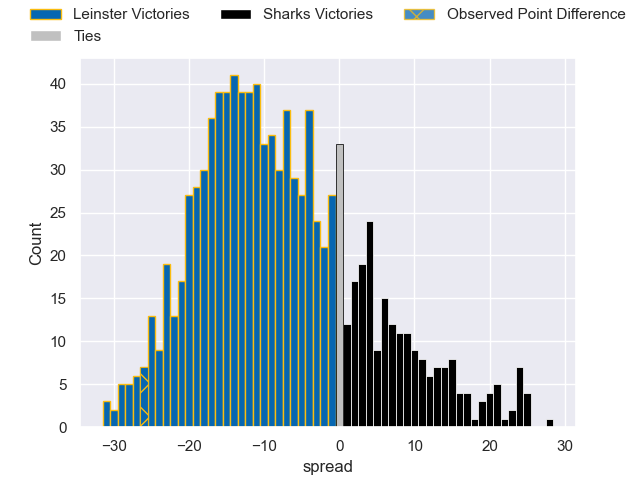 Leinster Victories Sharks Victories Observed Point Difference
Ties
40
35
30
25
20
15
10
5
0
Count
−30 −20 −10 0 10 20 30
spread